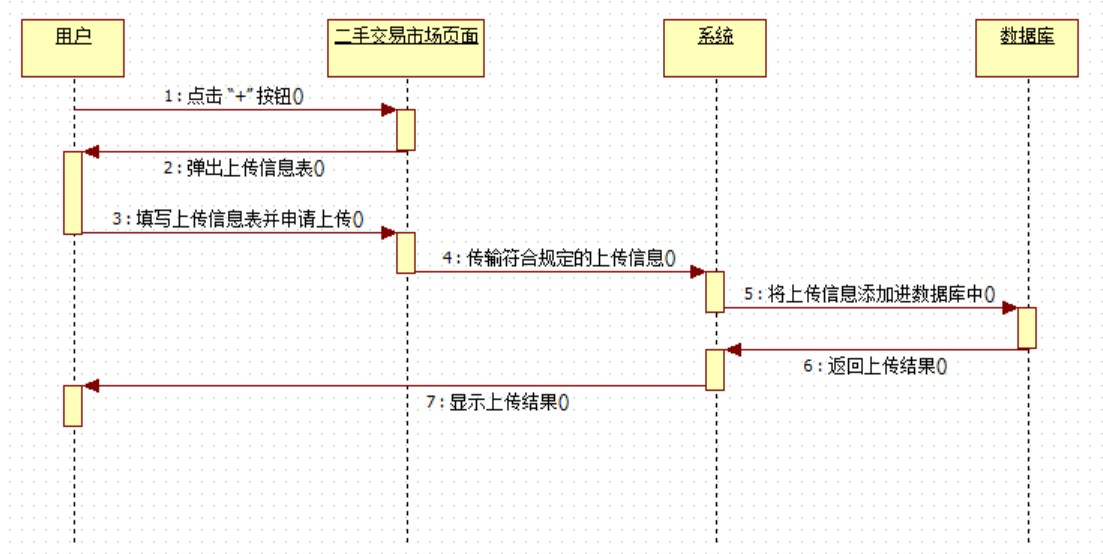 用户
二手交易市场页面
系统
数据库
1:点击“+”按钮()
2:弹出上传信息表()
3:填写上传信息表并申请上传()
4:传输符合规定的上传信息()
5:将上传信息添加进数据库中()
6:返回上传结果()
7:显示上传结果()